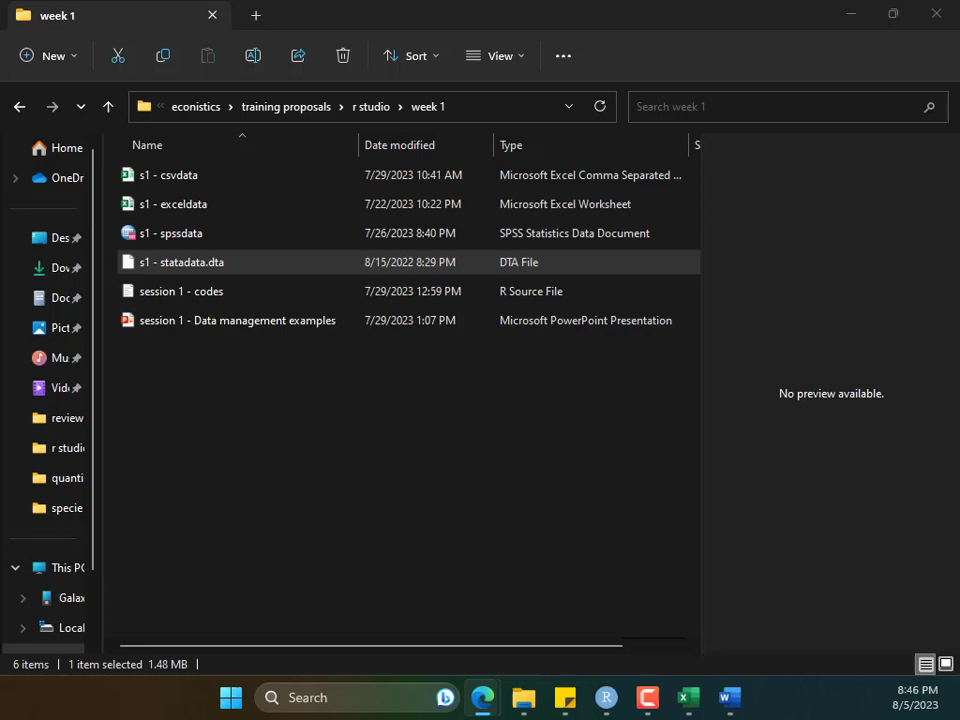 week 1
New
Sort
View
econistics
training proposals
r studio
week 1
Search week 1
Home
OneDr
Des
Dov
Doc
Pict
Mu
Vide
review
r studi
quanti
specie
This PC
Galax
Local
Name
Date modified
Type
S
s1 - csvdata
7/29/2023 10:41 AM
Microsoft Excel Comma Separated ...
s1 - exceldata
7/22/2023 10:22 PM
Microsoft Excel Worksheet
s1 - spssdata
7/26/2023 8:40 PM
SPSS Statistics Data Document
s1 - statadata.dta
8/15/2022 8:29 PM
DTA File
session 1 - codes
7/29/2023 12:59 PM
R Source File
session 1 - Data management examples
7/29/2023 1:07 PM
Microsoft PowerPoint Presentation
No preview available.
6 items
1 item selected 1.48 MB
Search
8:46 PM
8/5/2023